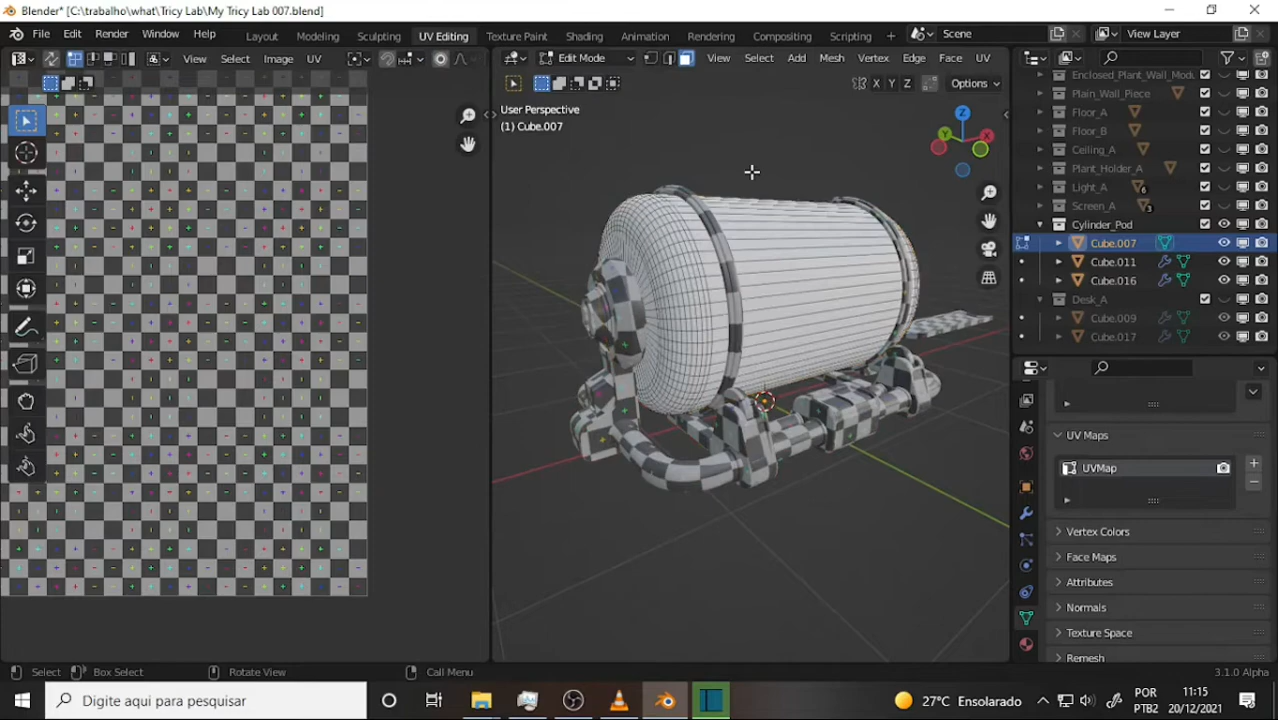 Blender* [C:\trabalho\what\Tricy Lab\My Tricy Lab 007.blend]
File Edit Render Window Help Layout Modeling Sculpting UV Editing Texture Paint Shading Animation Rendering Compositing Scripting + Scene View Layer
View Select Image UV
Edit Mode View Select Add Mesh Vertex Edge Face UV
X Y Z Options
User Perspective
(1) Cube.007
Z
Y X
Enclosed_Plant_Wall_Modu
Plain_Wall_Piece
Floor_A
Floor_B
Ceiling_A
Plant_Holder_A
Light_A 6
Screen_A 3
Cylinder_Pod
Cube.007
Cube.011
Cube.016
Desk_A
Cube.009
Cube.017
UV Maps
UVMap
Vertex Colors
Face Maps
Attributes
Normals
Texture Space
Remesh
Select Box Select Rotate View Call Menu 3.1.0 Alpha
Digite aqui para pesquisar
27°C Ensolarado
POR
PTB2
11:15
20/12/2021